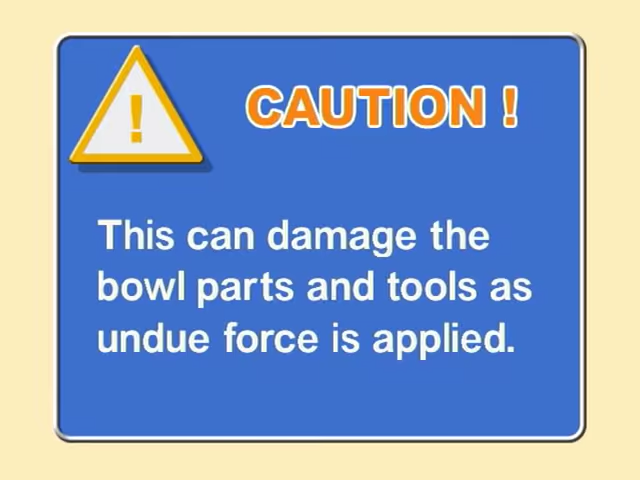 !
CAUTION !
This can damage the
bowl parts and tools as
undue force is applied.